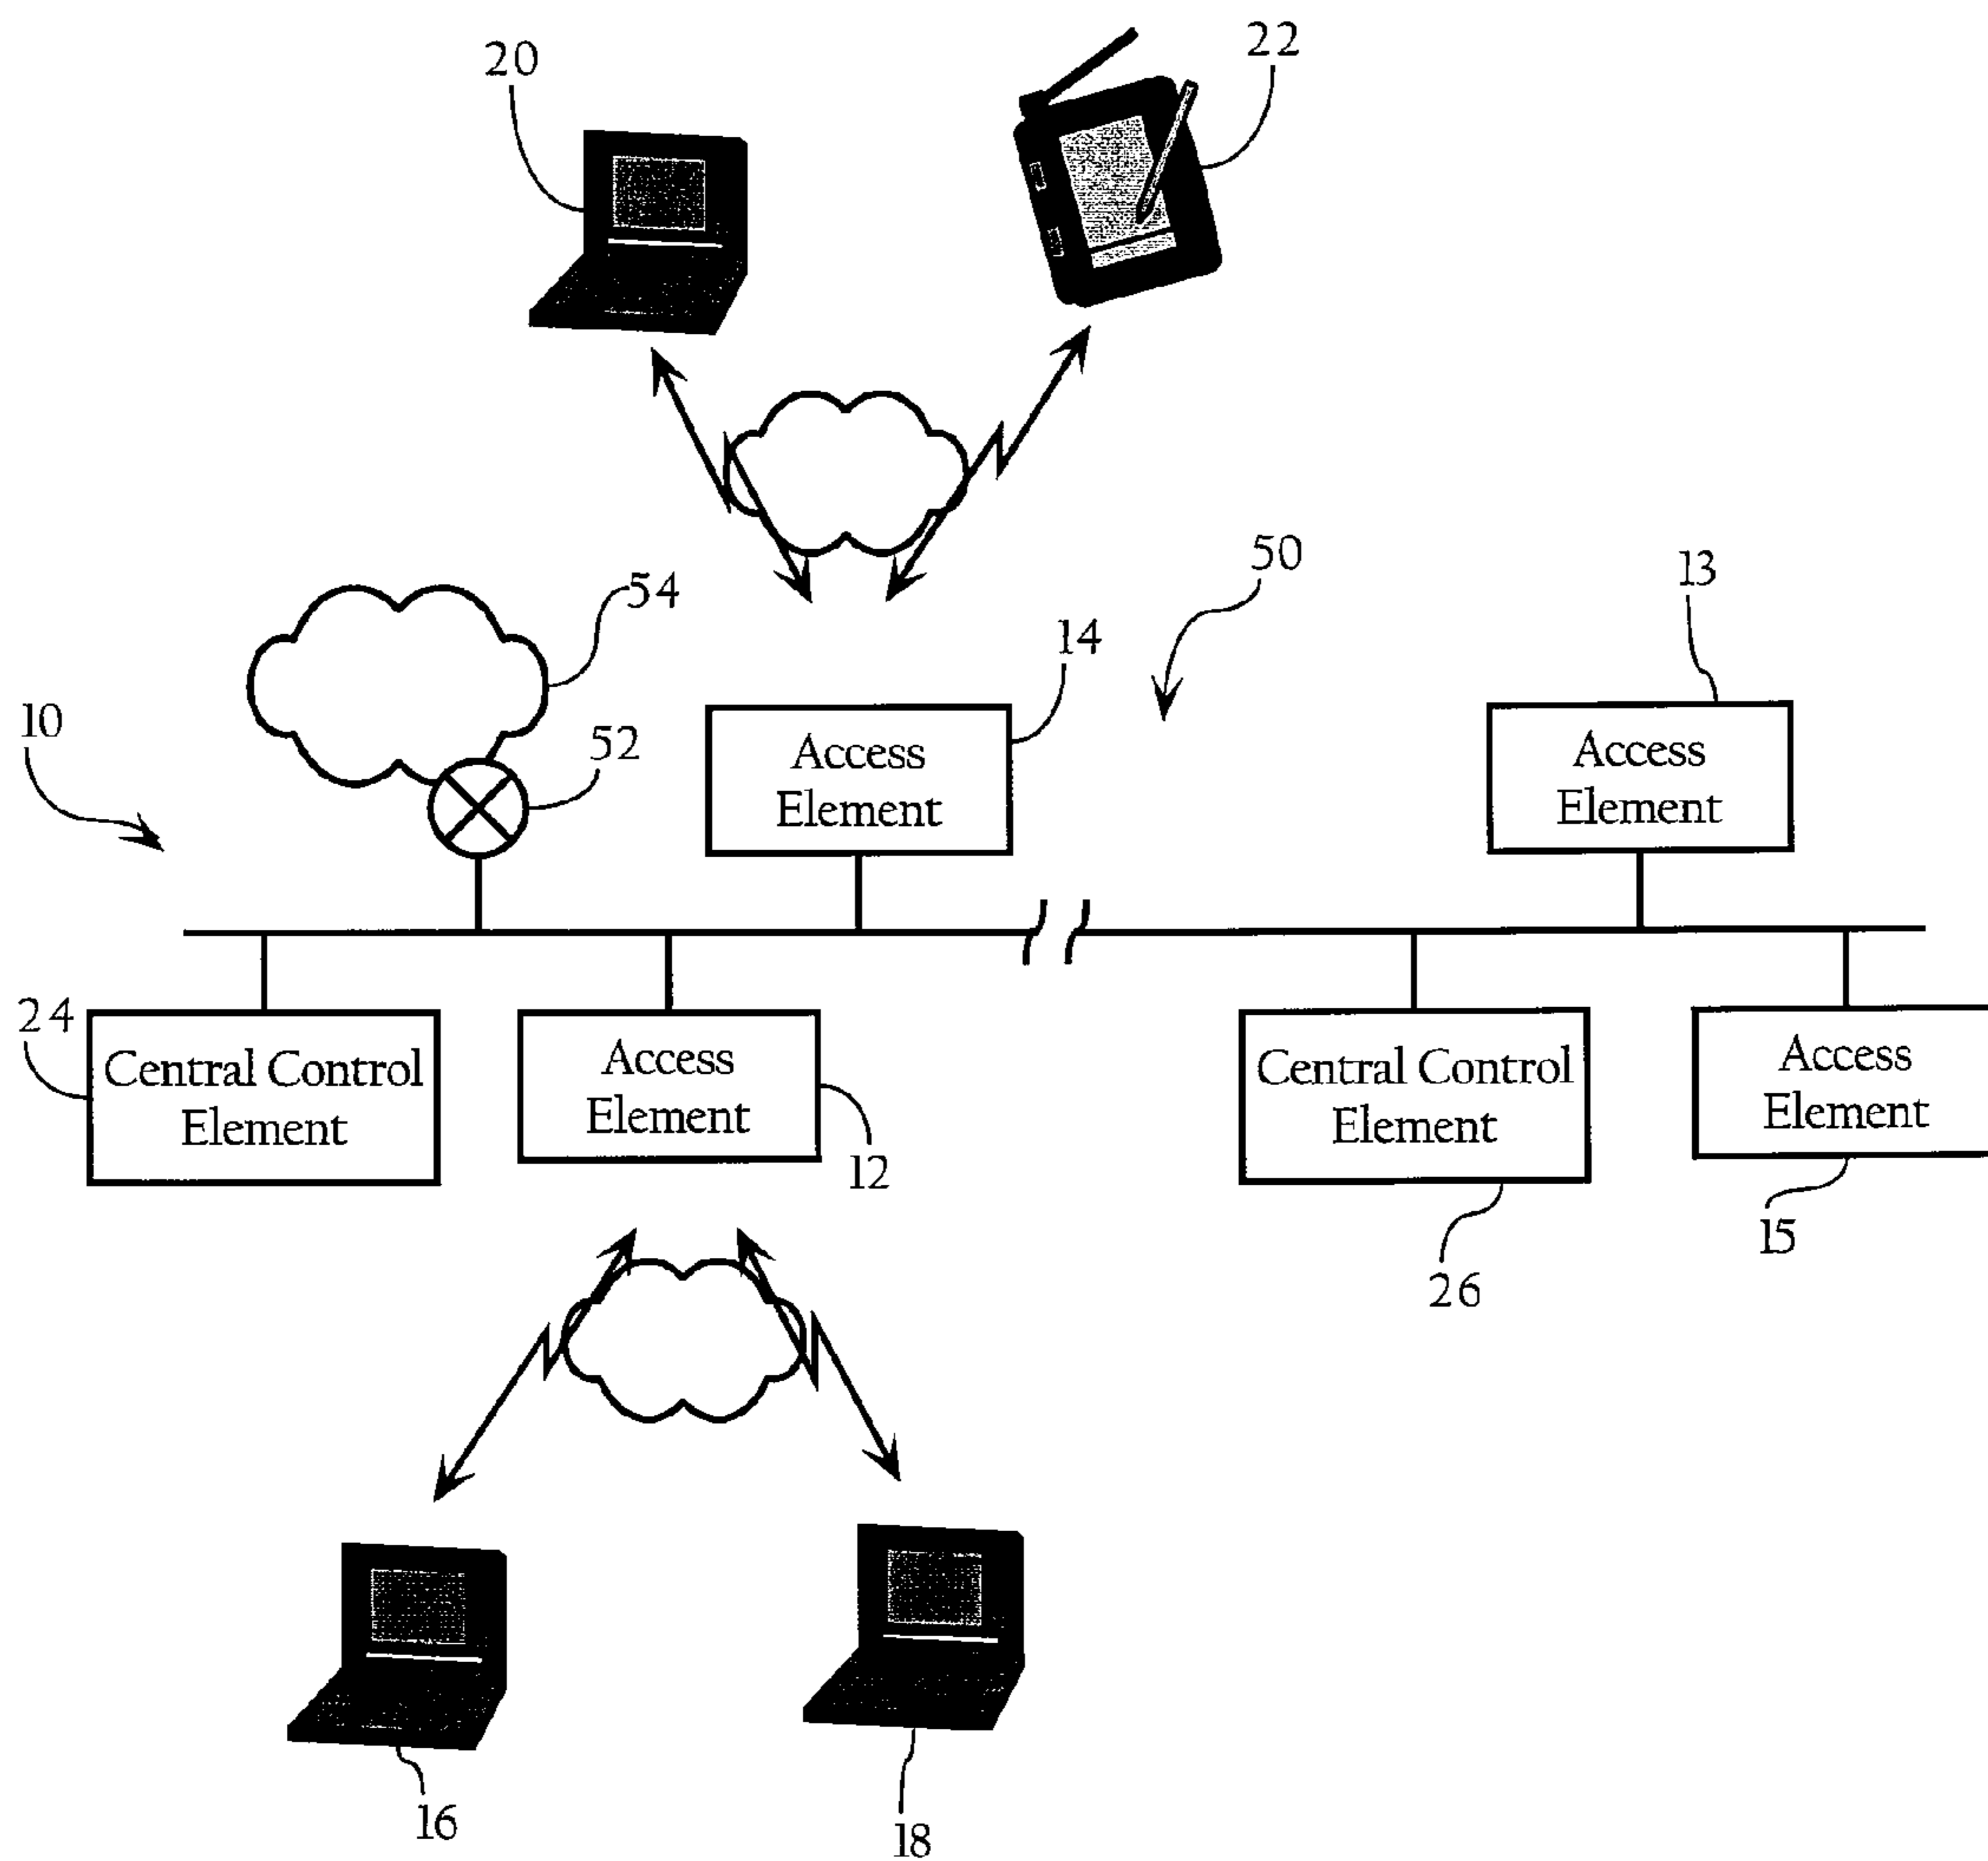 20
22
54
50
13
14
10
52
Access
Element
Access
Element
24
Central Control
Element
Access
Element
12
Central Control
Element
Access
Element
26
15
16
18